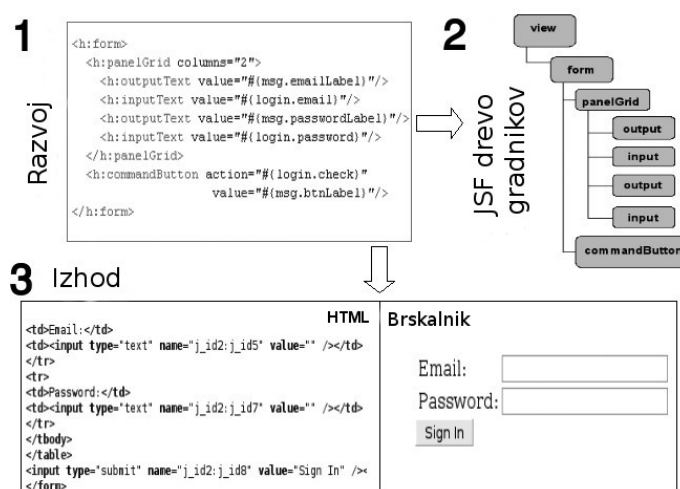 1
Razvoj
<h:form>
<h:panelGrid columns="2">
<h:outputText value="#{msg.emailLabel}"/>
<h:inputText value="#{login.email}"/>
<h:outputText value="#{msg.passwordLabel}"/>
<h:inputText value="#{login.password}"/>
</h:panelGrid>
<h:commandButton action="#{login.check}"
value="#{msg.btnLabel}"/>
</h:form>
2
JSF drevo
gradnikov
view
form
panelGrid
output
input
output
input
commandButton
3 Izhod
HTML
<td>Email:</td>
<td><input type="text" name="j_id2:j_id5" value="" /></td>
</tr>
<tr>
<td>Password:</td>
<td><input type="text" name="j_id2:j_id7" value="" /></td>
</tr>
</tbody>
</table>
<input type="submit" name="j_id2:j_id8" value="Sign In" /><
</form>
Brskalnik
Email:
Password:
Sign In